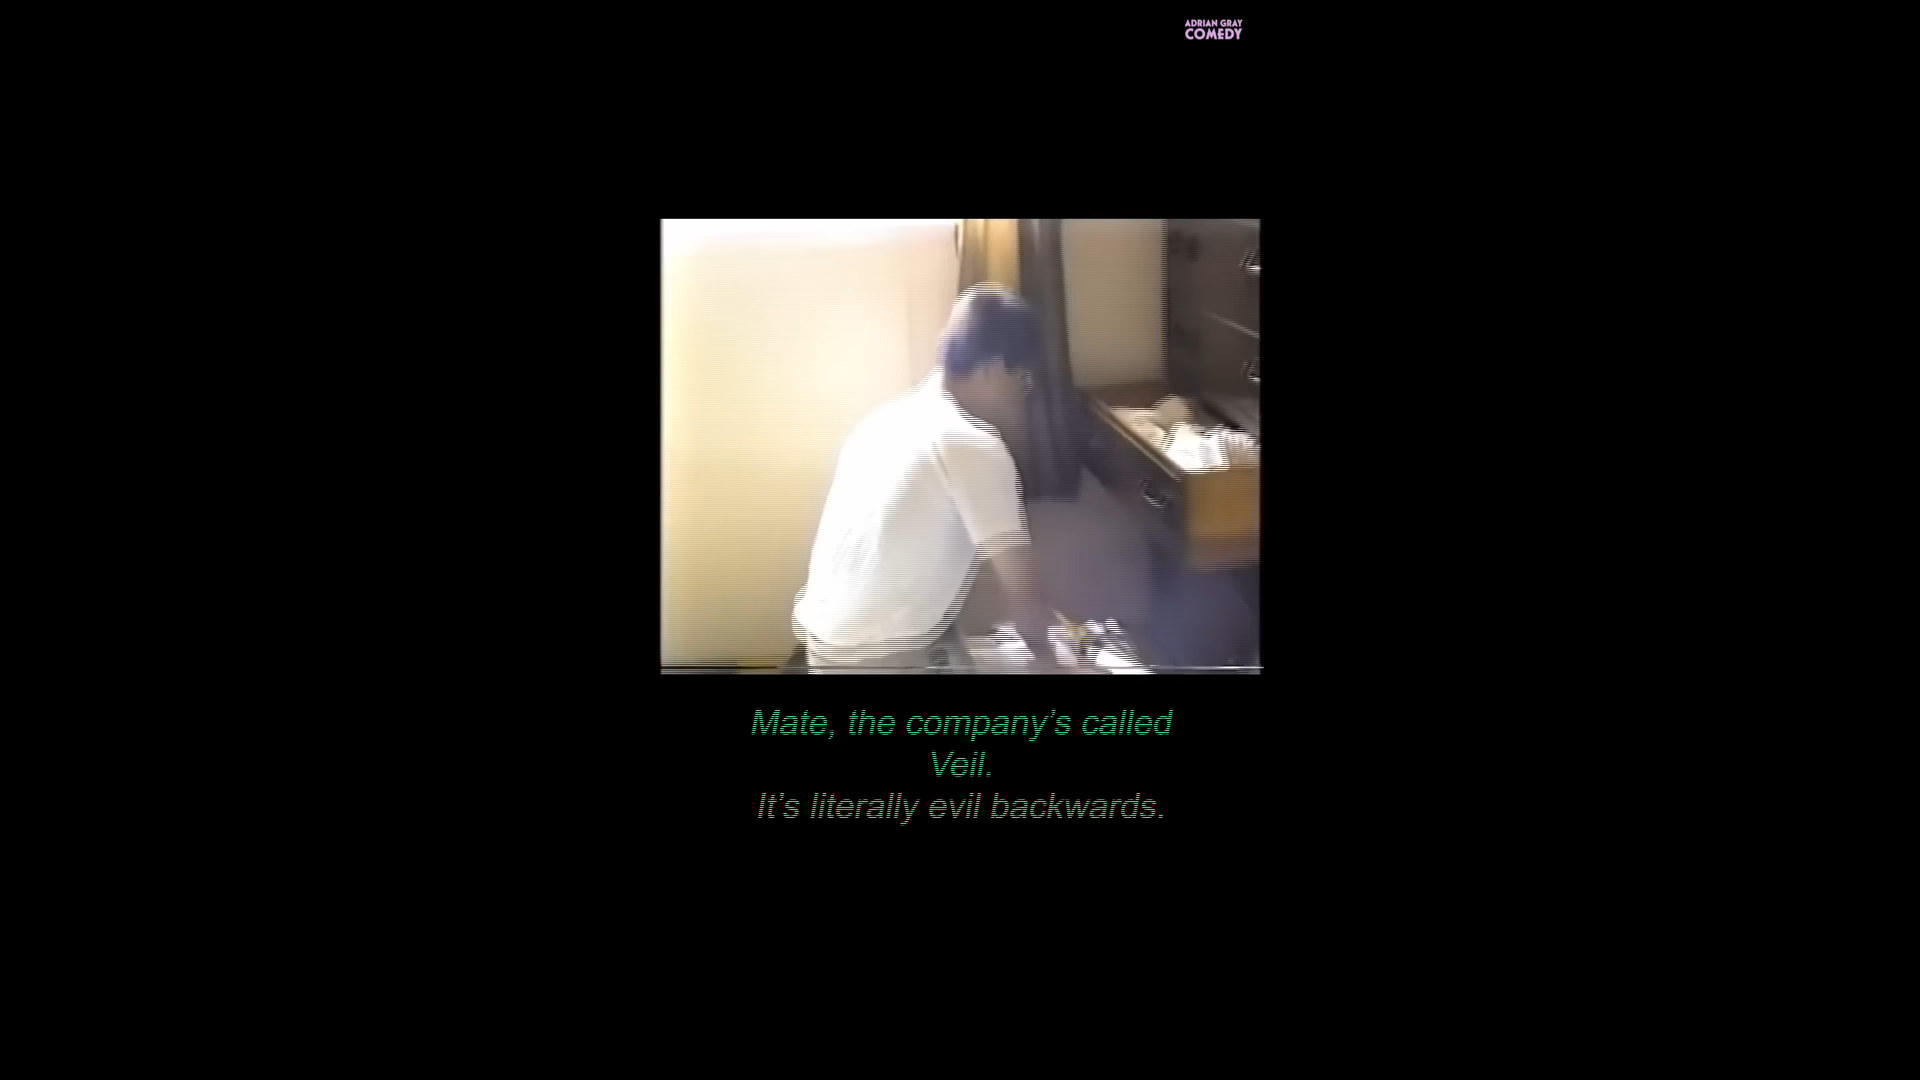 ADRIAN GRAY
COMEDY
Mate, the company’s called
Veil.
It’s literally evil backwards.